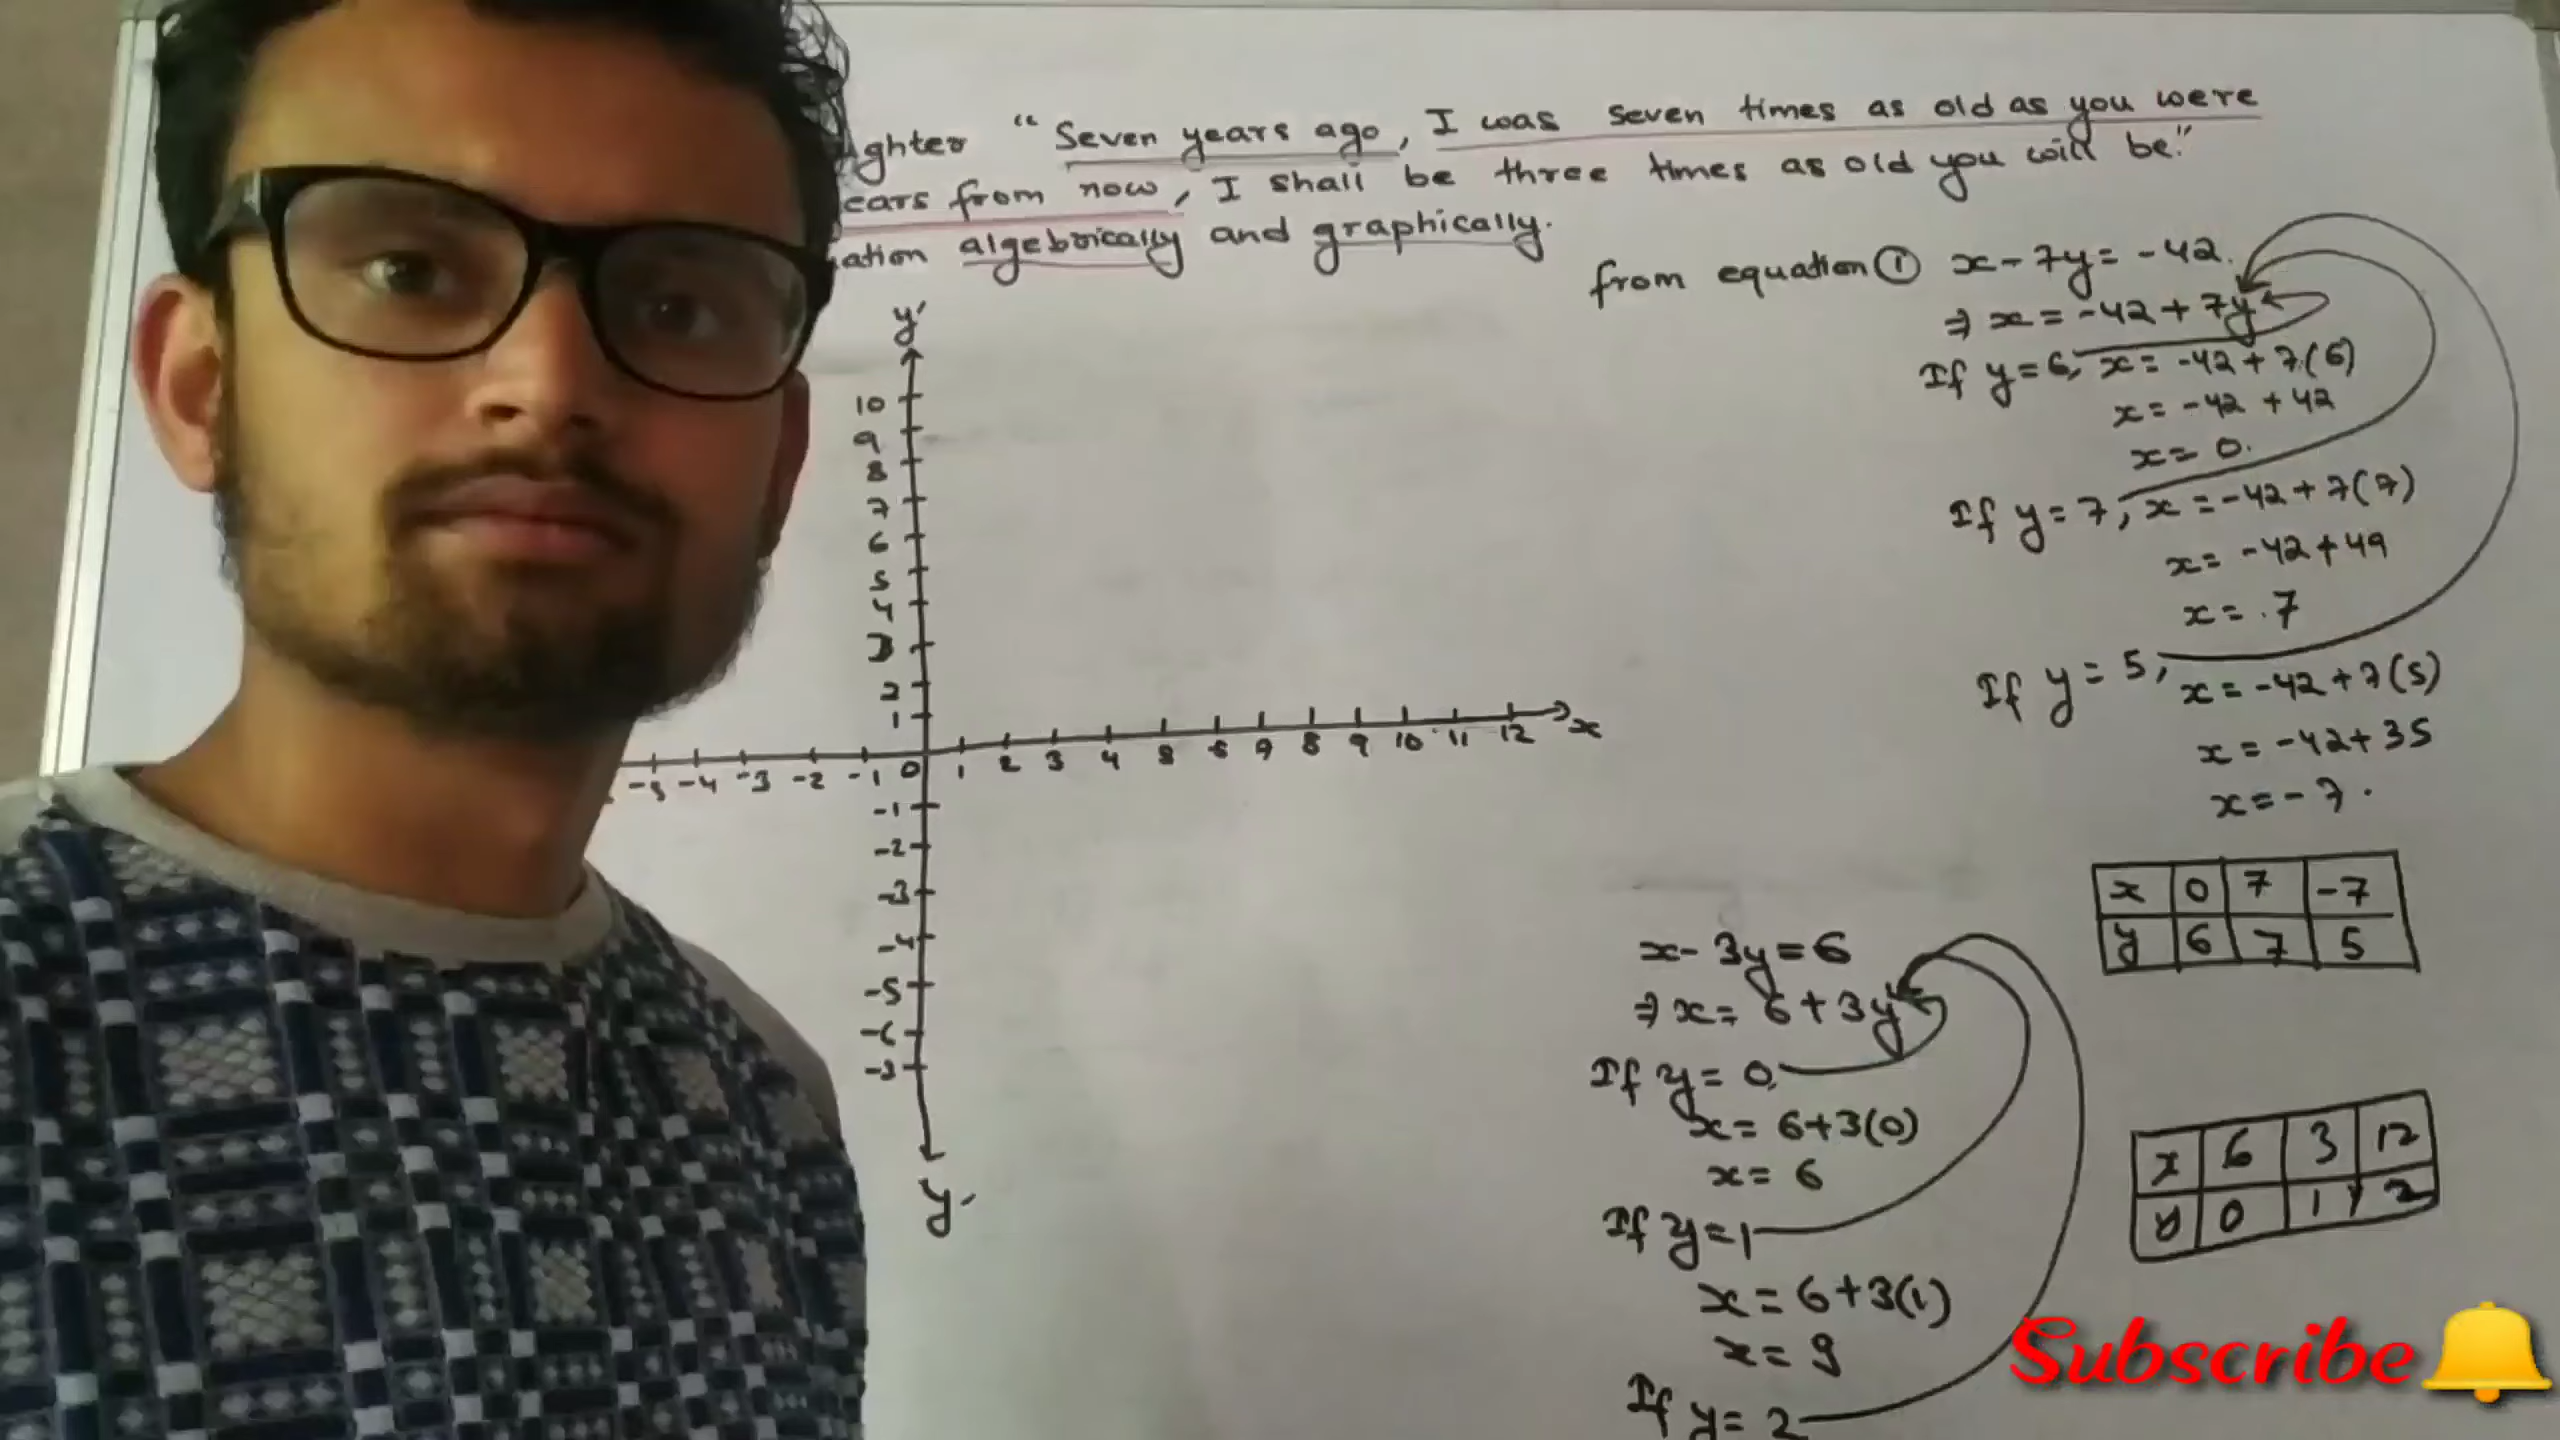 ghter “Seven years ago, I was seven times as old as you were
ears from now, I shall be three times as old you will be.”
ation algebrically and graphically.
from equation ① x - 7y = - 42.
⇒ x = -42 + 7y
If y = 6, x = -42 + 7(6)
x = -42 + 42
x = 0.
If y = 7, x = -42 + 7(7)
x = -42 + 49
x = .7
If y = 5, x = -42 + 7(5)
x = -42 + 35
x = - 7.
x 0 7 -7
y 6 7 5
y'
10
9
8
7
6
5
4
3
2
1
-5 -4 -3 -2 -1 0 1 2 3 4 5 6 7 8 9 10 11 12 x
-1
-2
-3
-4
-5
-6
y'
x - 3y = 6
⇒ x = 6 + 3y
If y = 0.
x = 6+3(0)
x = 6
If y = 1
x = 6+3(1)
x = 9
If y = 2
x 6 3 12
y 0 1 2
Subscribe